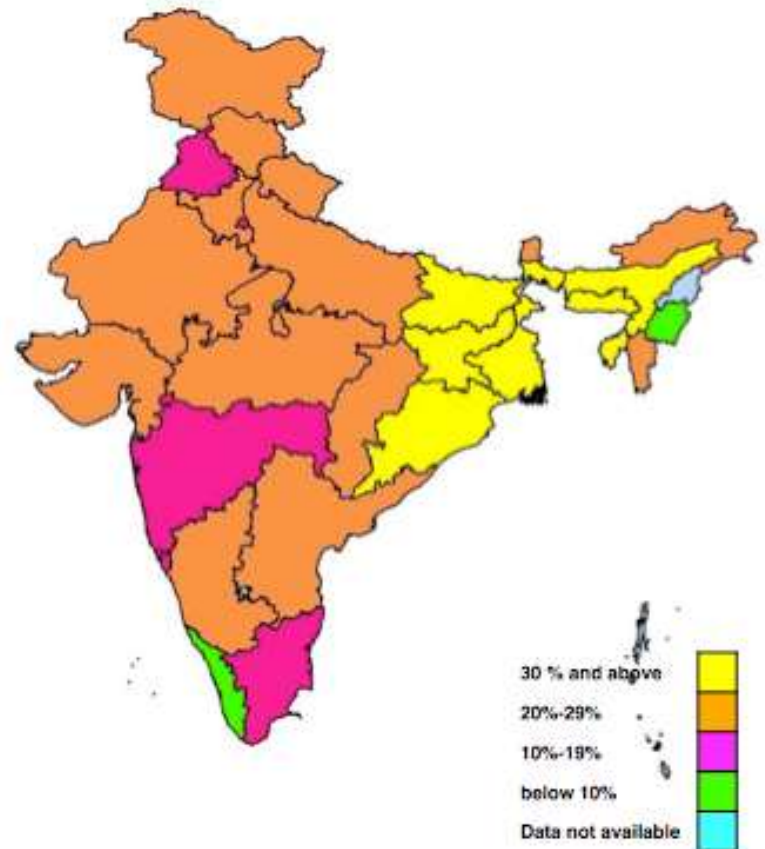 30 % and above
20%-29%
10%-19%
below 10%
Data not available